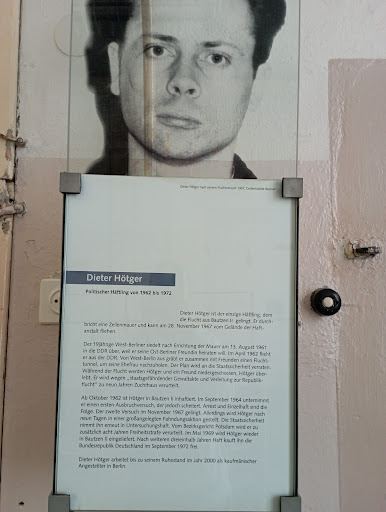 Dieter Hötger nach seinem Fluchtversuch 1967, Gedenkstätte Bautzen
Dieter Hötger
Politischer Häftling von 1962 bis 1972
Dieter Hötger ist der einzige Häftling, dem
die Flucht aus Bautzen II gelingt. Er durch-
bricht eine Zellenmauer und kann am 28. November 1967 vom Gelände der Haft-
anstalt fliehen.
Der 19jährige West-Berliner siedelt nach Errichtung der Mauer am 13. August 1961
in die DDR über, weil er seine Ost-Berliner Freundin heiraten will. Im April 1962 flieht
er aus der DDR. Von West-Berlin aus gräbt er zusammen mit Freunden einen Flucht-
tunnel, um seine Ehefrau nachzuholen. Der Plan wird an die Staatssicherheit verraten.
Während der Flucht werden Hötger und ein Freund niedergeschossen, Hötger über-
lebt. Er wird wegen „staatsgefährdender Gewaltakte und Verleitung zur Republik-
flucht“ zu neun Jahren Zuchthaus verurteilt.
Ab Oktober 1962 ist Hötger in Bautzen II inhaftiert. Im September 1964 unternimmt
er einen ersten Ausbruchsversuch, der jedoch scheitert. Arrest und Einzelhaft sind die
Folge. Der zweite Versuch im November 1967 gelingt. Allerdings wird Hötger nach
neun Tagen in einer großangelegten Fahndungsaktion gestellt. Die Staatssicherheit
nimmt ihn erneut in Untersuchungshaft. Vom Bezirksgericht Potsdam wird er zu
zusätzlich acht Jahren Freiheitsstrafe verurteilt. Im Mai 1969 wird Hötger wieder
in Bautzen II eingeliefert. Nach weiteren dreieinhalb Jahren Haft kauft ihn die
Bundesrepublik Deutschland im September 1972 frei.
Dieter Hötger arbeitet bis zu seinem Ruhestand im Jahr 2000 als kaufmännischer
Angestellter in Berlin.